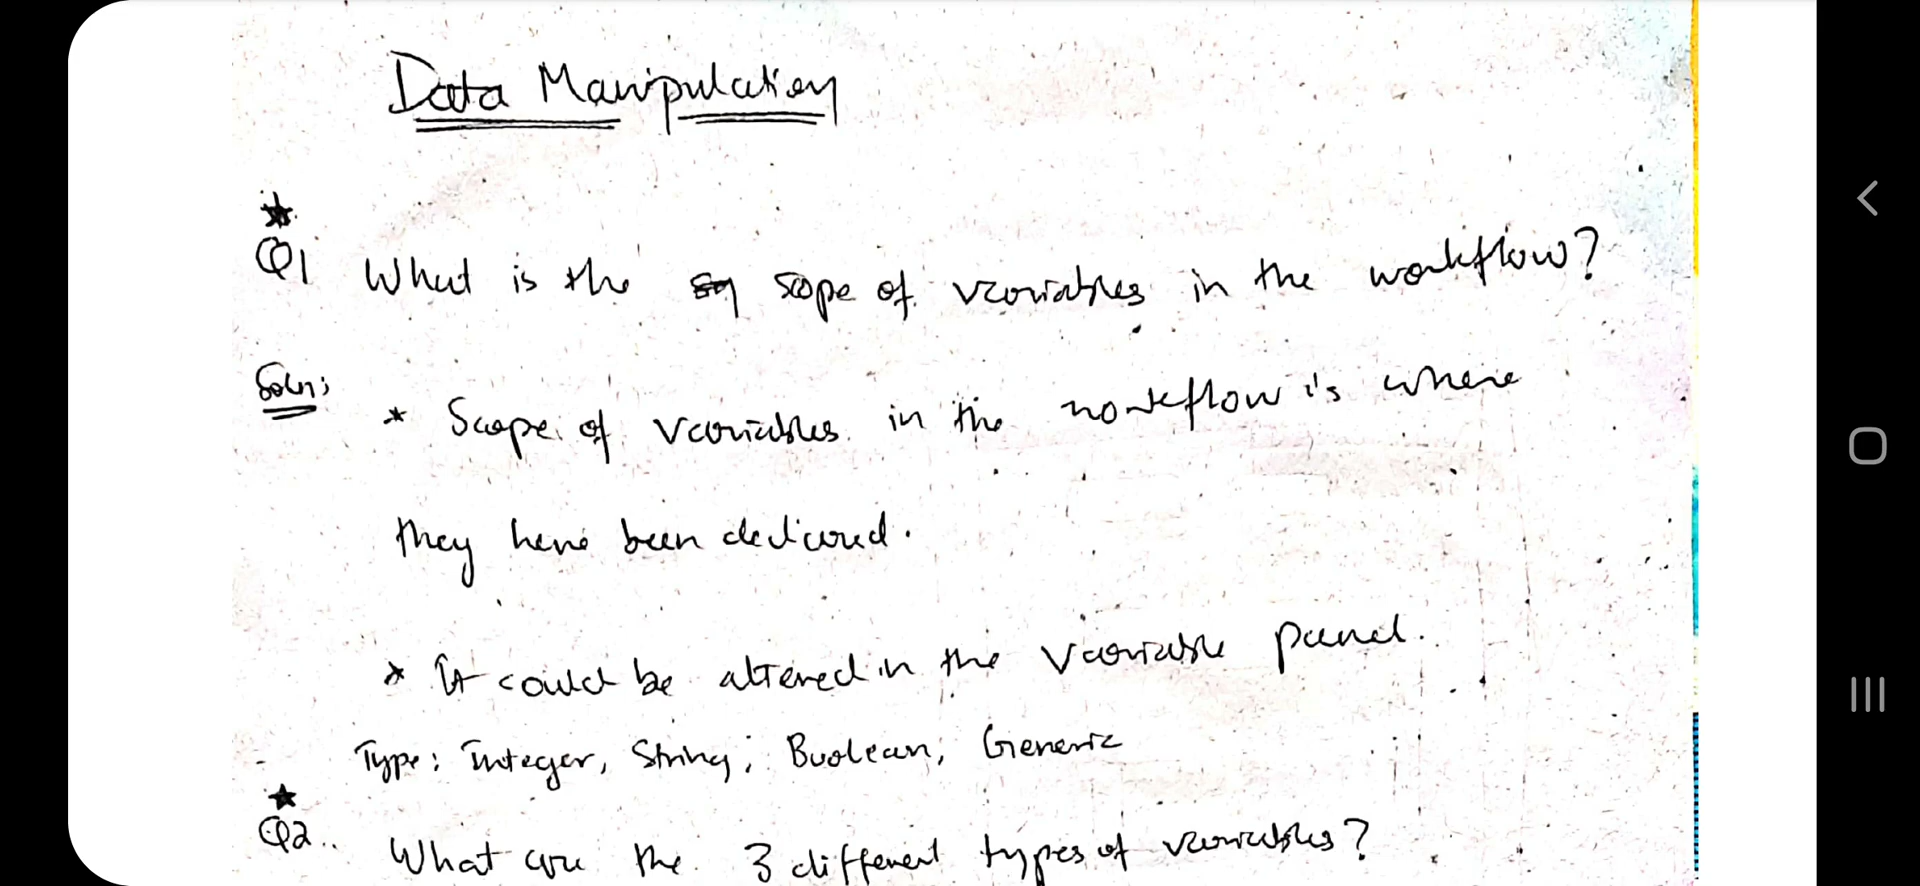 Data Manipulation
★
Q1 What is the scope of variables in the workflow?
Soln:
* Scope of variables in the workflow is where
they have been declared.
* It could be altered in the variable panel.
Type: Integer, String, Boolean, Generic
★
Q2.. What are the 3 different types of variables?